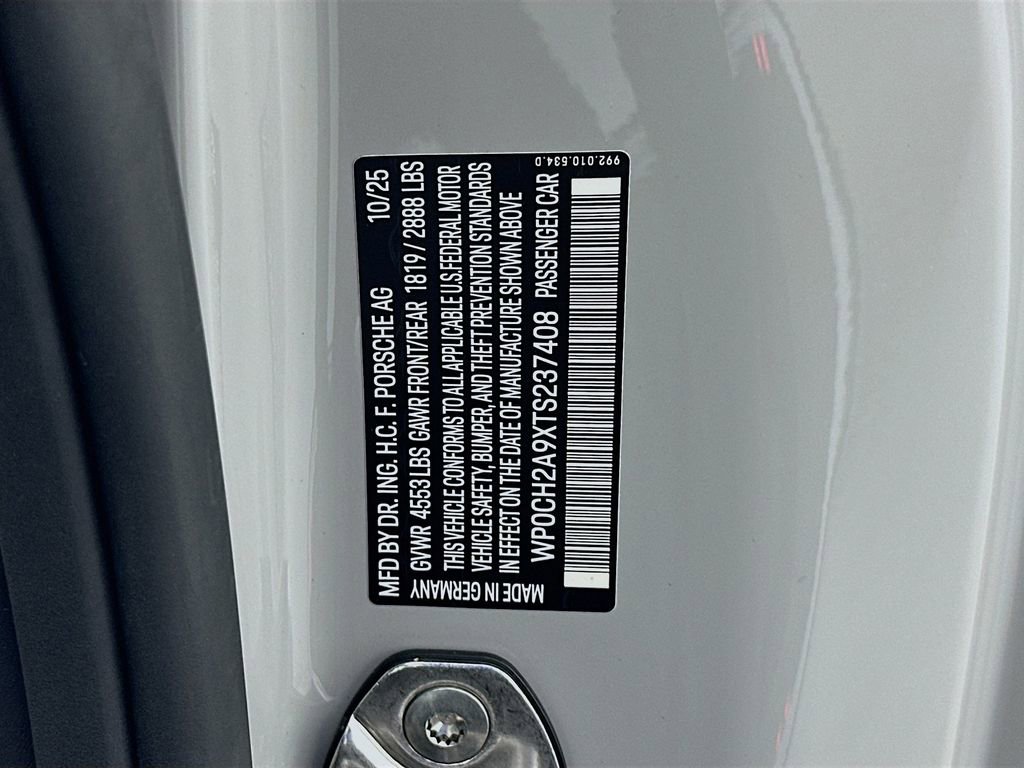 MFD BY DR. ING. H.C. F. PORSCHE AG 10/25
GVWR 4553 LBS GAWR FRONT/REAR 1819 / 2888 LBS
THIS VEHICLE CONFORMS TO ALL APPLICABLE U.S. FEDERAL MOTOR
VEHICLE SAFETY, BUMPER, AND THEFT PREVENTION STANDARDS
IN EFFECT ON THE DATE OF MANUFACTURE SHOWN ABOVE
MADE IN GERMANY
WP0CH2A9XTS237408 PASSENGER CAR
992.010.534.D